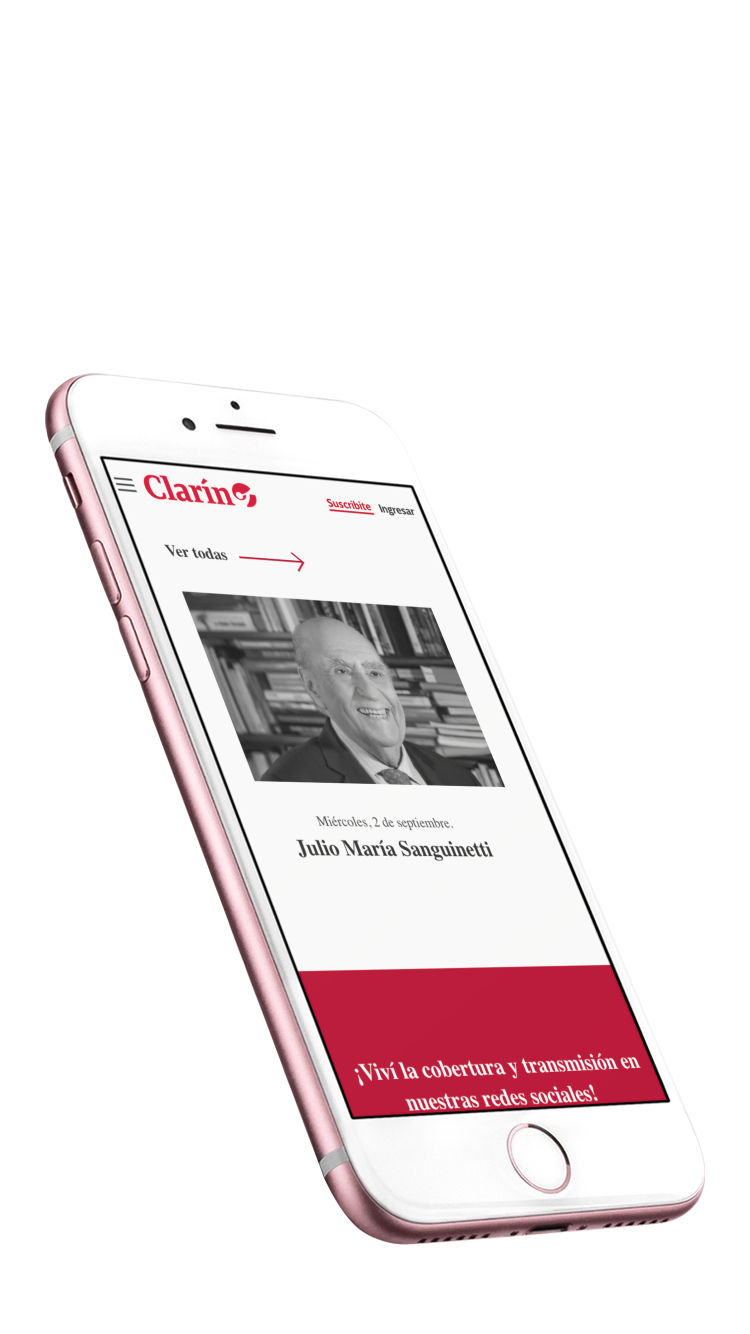 Clarín
Suscribite Ingresar
Ver todas
Miércoles, 2 de septiembre.
Julio María Sanguinetti
¡Viví la cobertura y transmisión en
nuestras redes sociales!